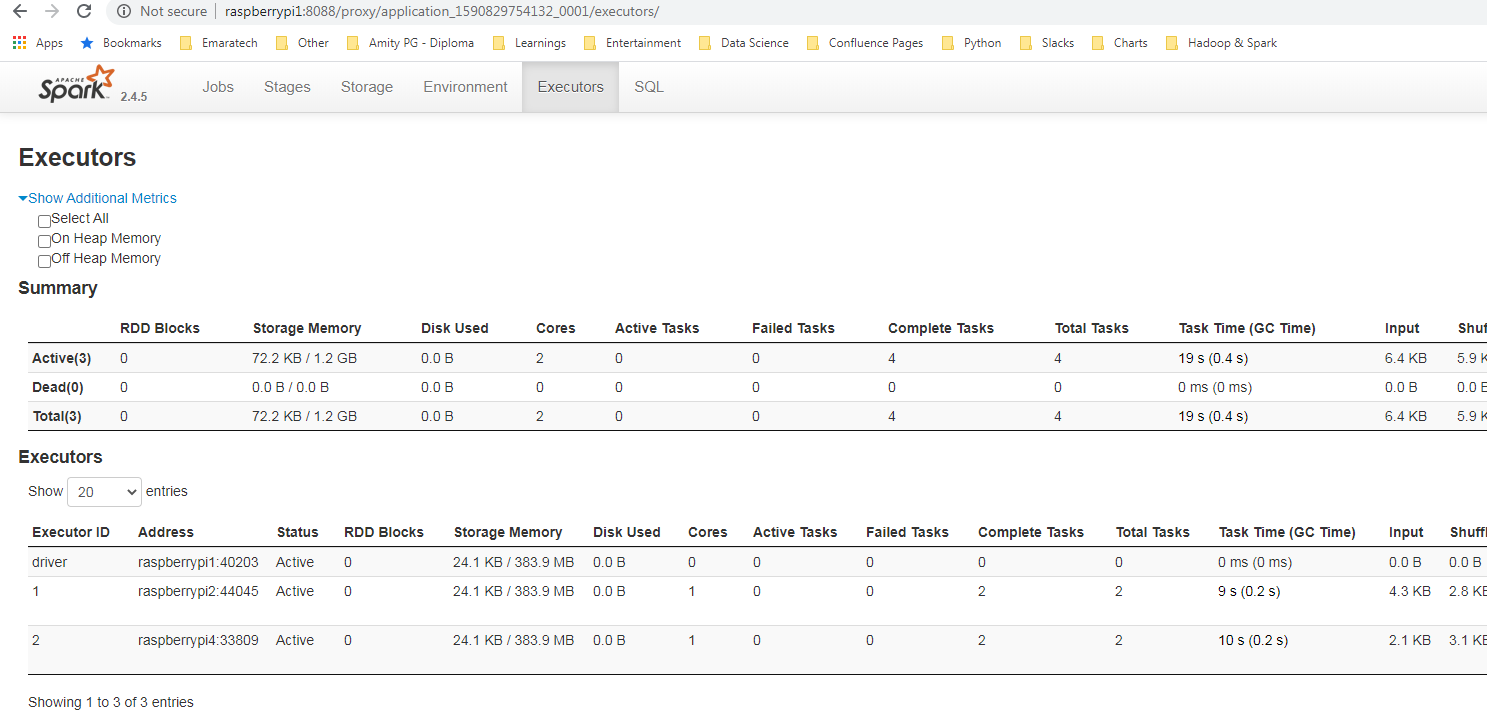 Not secure | raspberrypi1:8088/proxy/application_1590829754132_0001/executors/
Apps Bookmarks Emaratech Other Amity PG - Diploma Learnings Entertainment Data Science Confluence Pages Python Slacks Charts Hadoop & Spark
APACHE Spark 2.4.5 Jobs Stages Storage Environment Executors SQL
Executors
Show Additional Metrics
Select All
On Heap Memory
Off Heap Memory
Summary
RDD Blocks Storage Memory Disk Used Cores Active Tasks Failed Tasks Complete Tasks Total Tasks Task Time (GC Time) Input Shuf
Active(3) 0 72.2 KB / 1.2 GB 0.0 B 2 0 0 4 4 19 s (0.4 s) 6.4 KB 5.9 K
Dead(0) 0 0.0 B / 0.0 B 0.0 B 0 0 0 0 0 0 ms (0 ms) 0.0 B 0.0 B
Total(3) 0 72.2 KB / 1.2 GB 0.0 B 2 0 0 4 4 19 s (0.4 s) 6.4 KB 5.9 K
Executors
Show 20 entries
Executor ID Address Status RDD Blocks Storage Memory Disk Used Cores Active Tasks Failed Tasks Complete Tasks Total Tasks Task Time (GC Time) Input Shuffl
driver raspberrypi1:40203 Active 0 24.1 KB / 383.9 MB 0.0 B 0 0 0 0 0 0 ms (0 ms) 0.0 B 0.0 B
1 raspberrypi2:44045 Active 0 24.1 KB / 383.9 MB 0.0 B 1 0 0 2 2 9 s (0.2 s) 4.3 KB 2.8 KB
2 raspberrypi4:33809 Active 0 24.1 KB / 383.9 MB 0.0 B 1 0 0 2 2 10 s (0.2 s) 2.1 KB 3.1 KB
Showing 1 to 3 of 3 entries